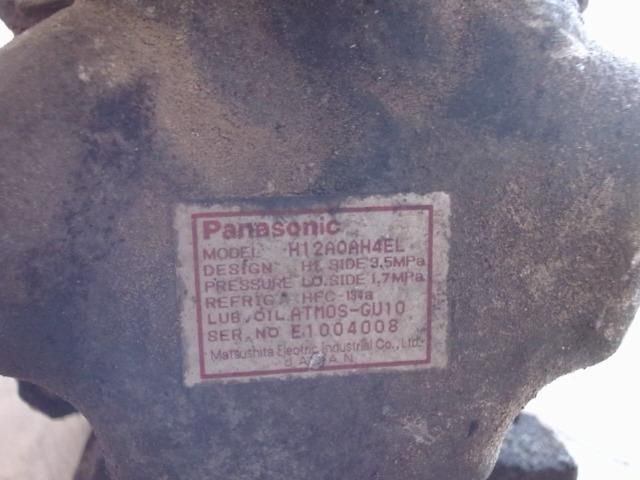 Panasonic
MODEL H12A0AH4EL
DESIGN HI.SIDE 3.5MPa
PRESSURE LO.SIDE 1.7MPa
REFRIG. HFC-134a
LUB.OIL ATMOS-GU10
SER.NO E1004008
Matsushita Electric Industrial Co.,Ltd.
JAPAN